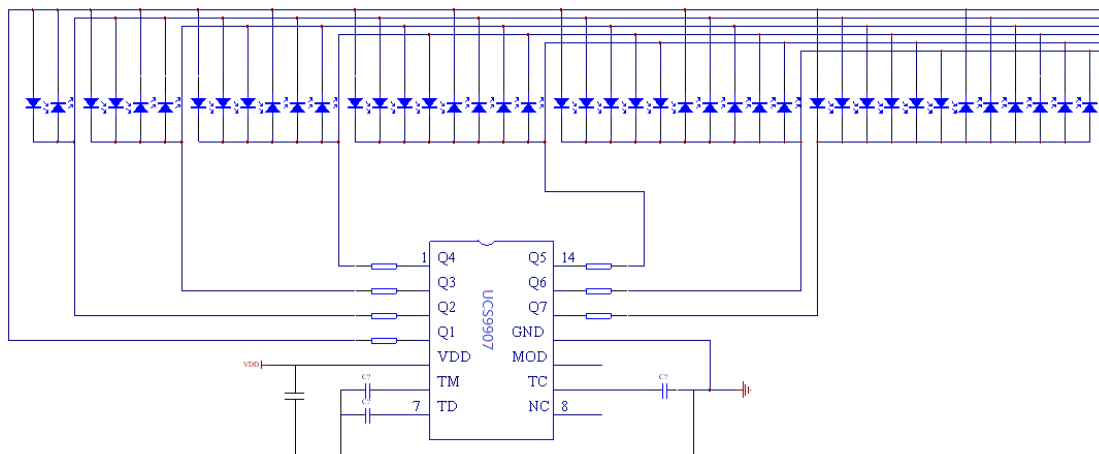 1 Q4 Q5 14
Q3 Q6
Q2 Q7
Q1 GND
UCS9907
VDD VDD MOD
C? TM TC C?
C? 7 TD NC 8